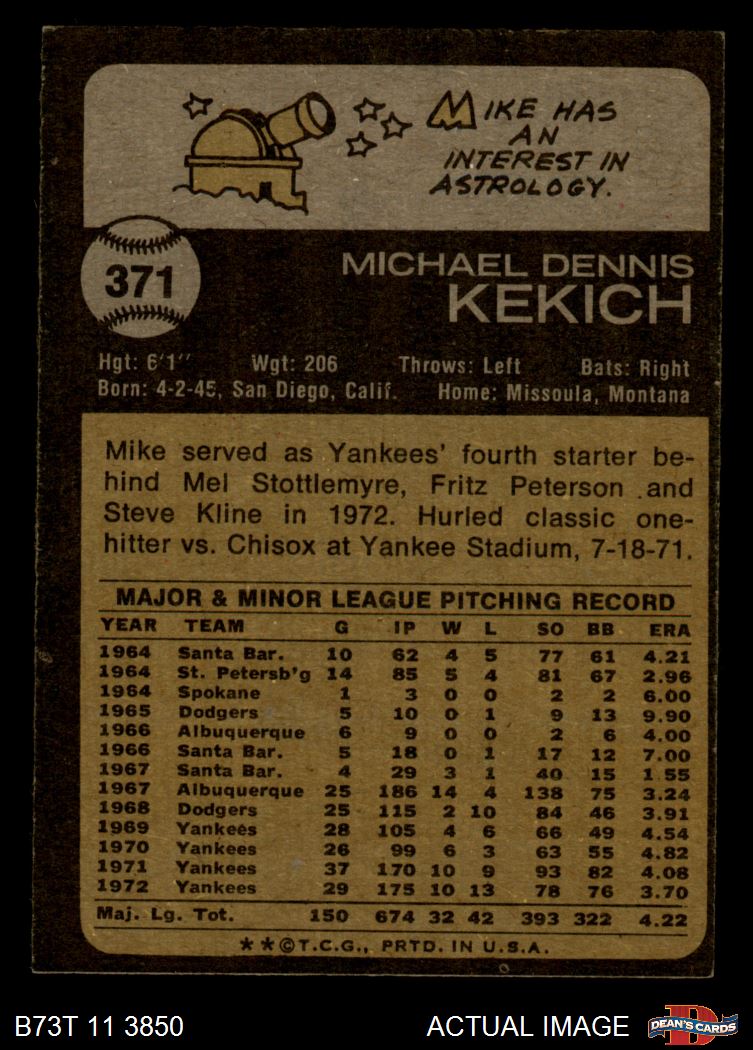 MIKE HAS
AN
INTEREST IN
ASTROLOGY.
371
MICHAEL DENNIS
KEKICH
Hgt: 6'1" Wgt: 206 Throws: Left Bats: Right
Born: 4-2-45, San Diego, Calif. Home: Missoula, Montana
Mike served as Yankees' fourth starter be-
hind Mel Stottlemyre, Fritz Peterson and
Steve Kline in 1972. Hurled classic one-
hitter vs. Chisox at Yankee Stadium, 7-18-71.
MAJOR & MINOR LEAGUE PITCHING RECORD
YEAR TEAM G IP W L SO BB ERA
1964 Santa Bar. 10 62 4 5 77 61 4.21
1964 St. Petersb'g 14 85 5 4 81 67 2.96
1964 Spokane 1 3 0 0 2 2 6.00
1965 Dodgers 5 10 0 1 9 13 9.90
1966 Albuquerque 6 9 0 0 2 6 4.00
1966 Santa Bar. 5 18 0 1 17 12 7.00
1967 Santa Bar. 4 29 3 1 40 15 1.55
1967 Albuquerque 25 186 14 4 138 75 3.24
1968 Dodgers 25 115 2 10 84 46 3.91
1969 Yankees 28 105 4 6 66 49 4.54
1970 Yankees 26 99 6 3 63 55 4.82
1971 Yankees 37 170 10 9 93 82 4.08
1972 Yankees 29 175 10 13 78 76 3.70
Maj. Lg. Tot. 150 674 32 42 393 322 4.22
**©T.C.G., PRTD. IN U.S.A.
B73T 11 3850 ACTUAL IMAGE D DEAN'S CARDS